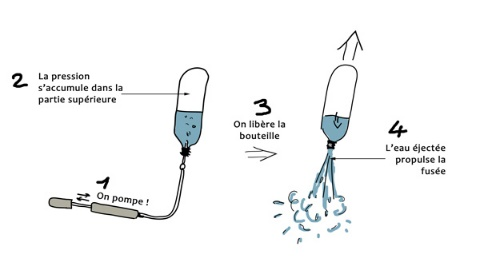 1
On pompe !
2
La pression
s'accumule dans la
partie supérieure
3
On libère la
bouteille
4
L'eau éjectée
propulse la
fusée